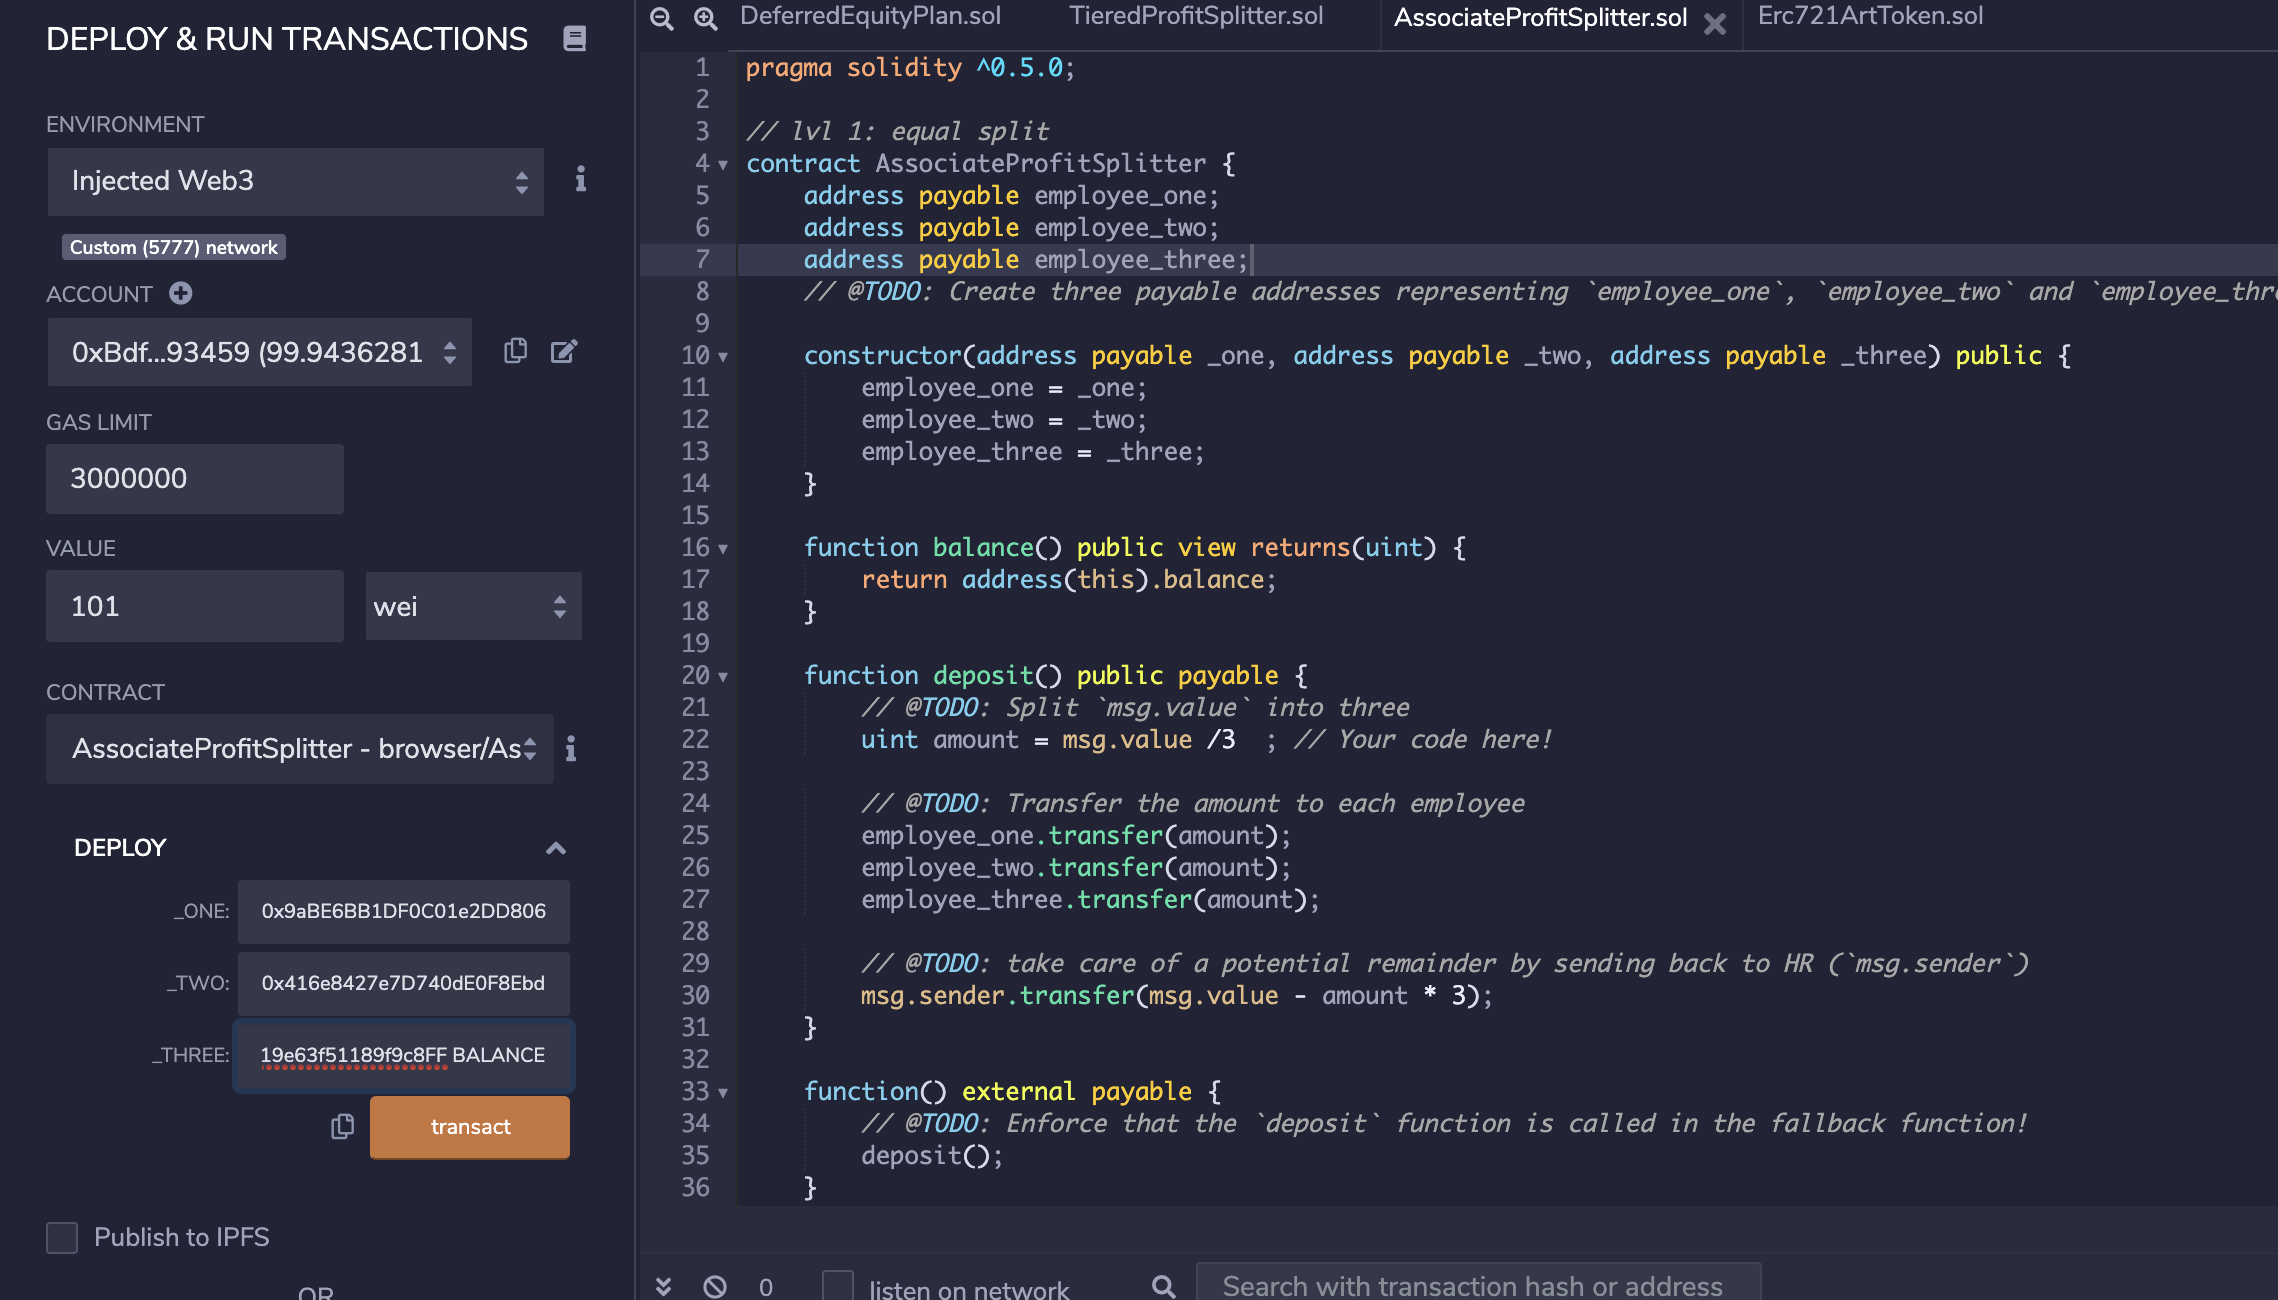 DEPLOY & RUN TRANSACTIONS
ENVIRONMENT
Injected Web3
Custom (5777) network
ACCOUNT
0xBdf...93459 (99.9436281
GAS LIMIT
3000000
VALUE
101
wei
CONTRACT
AssociateProfitSplitter - browser/As
DEPLOY
_ONE:
0x9aBE6BB1DF0C01e2DD806
_TWO:
0x416e8427e7D740dE0F8Ebd
_THREE:
19e63f51189f9c8FF BALANCE
transact
Publish to IPFS
OR
DeferredEquityPlan.sol
TieredProfitSplitter.sol
AssociateProfitSplitter.sol
Erc721ArtToken.sol
1 pragma solidity ^0.5.0;
2
3 // lvl 1: equal split
4 contract AssociateProfitSplitter {
5 address payable employee_one;
6 address payable employee_two;
7 address payable employee_three;
8 // @TODO: Create three payable addresses representing `employee_one`, `employee_two` and `employee_thre
9
10 constructor(address payable _one, address payable _two, address payable _three) public {
11 employee_one = _one;
12 employee_two = _two;
13 employee_three = _three;
14 }
15
16 function balance() public view returns(uint) {
17 return address(this).balance;
18 }
19
20 function deposit() public payable {
21 // @TODO: Split `msg.value` into three
22 uint amount = msg.value /3  ; // Your code here!
23
24 // @TODO: Transfer the amount to each employee
25 employee_one.transfer(amount);
26 employee_two.transfer(amount);
27 employee_three.transfer(amount);
28
29 // @TODO: take care of a potential remainder by sending back to HR (`msg.sender`)
30 msg.sender.transfer(msg.value - amount * 3);
31 }
32
33 function() external payable {
34 // @TODO: Enforce that the `deposit` function is called in the fallback function!
35 deposit();
36 }
0
listen on network
Search with transaction hash or address